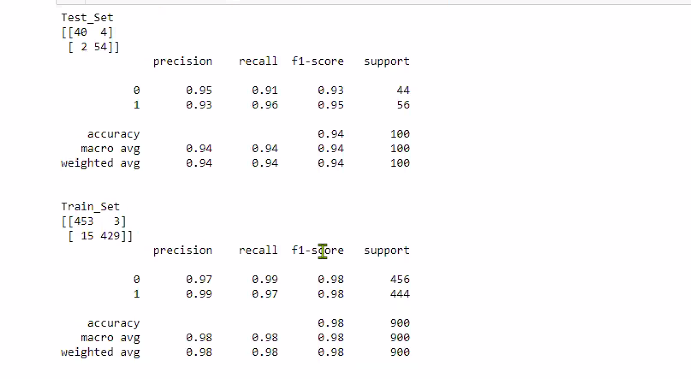 Test_Set
[[40  4]
 [ 2 54]]
              precision    recall  f1-score   support

           0       0.95      0.91      0.93        44
           1       0.93      0.96      0.95        56

    accuracy                           0.94       100
   macro avg       0.94      0.94      0.94       100
weighted avg       0.94      0.94      0.94       100

Train_Set
[[453   3]
 [ 15 429]]
              precision    recall  f1-score   support

           0       0.97      0.99      0.98       456
           1       0.99      0.97      0.98       444

    accuracy                           0.98       900
   macro avg       0.98      0.98      0.98       900
weighted avg       0.98      0.98      0.98       900